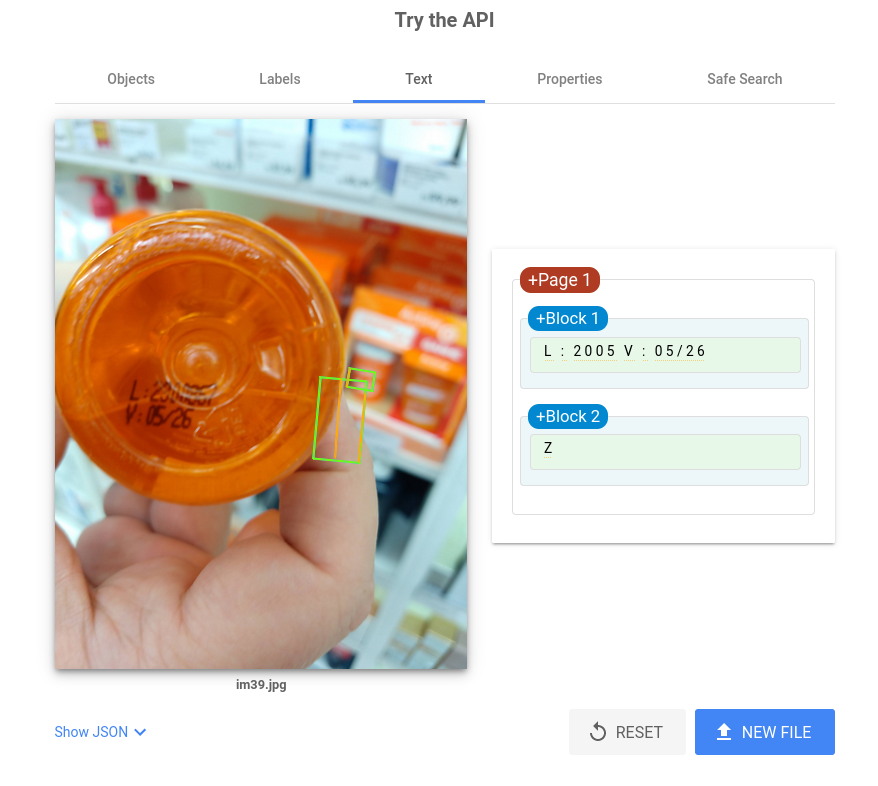 Try the API
Objects
Labels
Text
Properties
Safe Search
V: 05/26
im39.jpg
+Page 1
+Block 1
L : 2005 V : 05/26
+Block 2
Z
Show JSON
RESET
NEW FILE